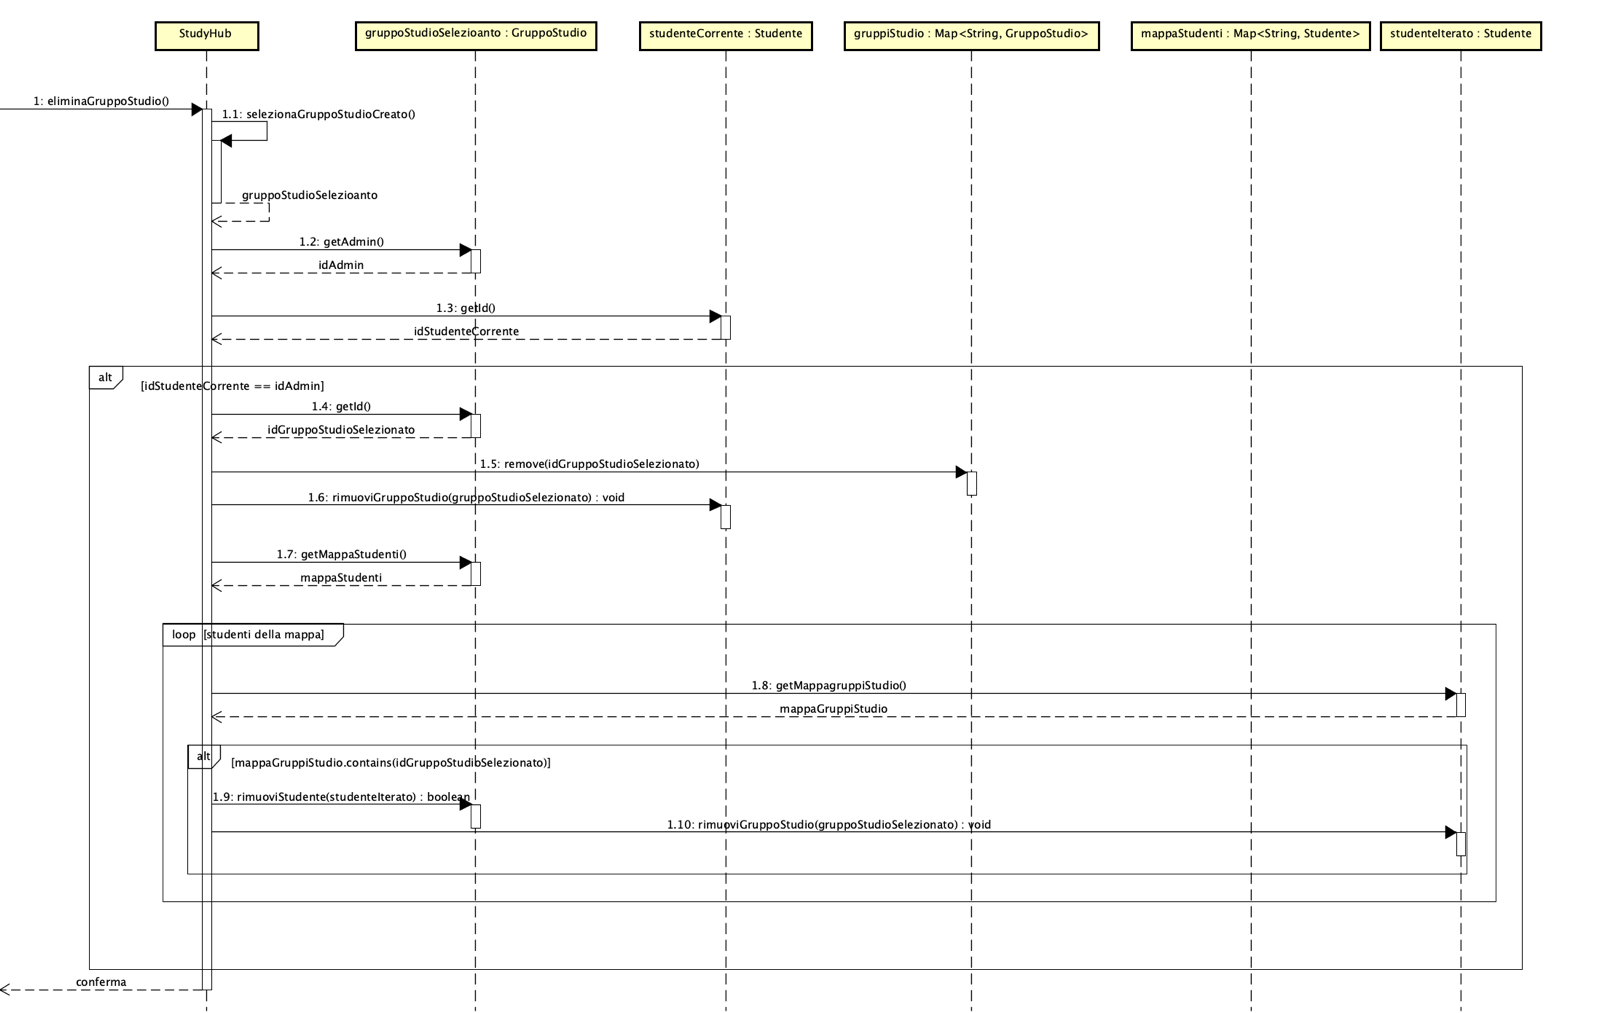 StudyHub
gruppoStudioSelezioanto : GruppoStudio
studenteCorrente : Studente
gruppiStudio : Map<String, GruppoStudio>
mappaStudenti : Map<String, Studente>
studenteIterato : Studente
1: eliminaGruppoStudio()
1.1: selezionaGruppoStudioCreato()
gruppoStudioSelezioanto
1.2: getAdmin()
idAdmin
1.3: getId()
idStudenteCorrente
alt
[idStudenteCorrente == idAdmin]
1.4: getId()
idGruppoStudioSelezionato
1.5: remove(idGruppoStudioSelezionato)
1.6: rimuoviGruppoStudio(gruppoStudioSelezionato) : void
1.7: getMappaStudenti()
mappaStudenti
loop [studenti della mappa]
1.8: getMappagruppiStudio()
mappaGruppiStudio
alt
[mappaGruppiStudio.contains(idGruppoStudioSelezionato)]
1.9: rimuoviStudente(studenteIterato) : boolean
1.10: rimuoviGruppoStudio(gruppoStudioSelezionato) : void
conferma